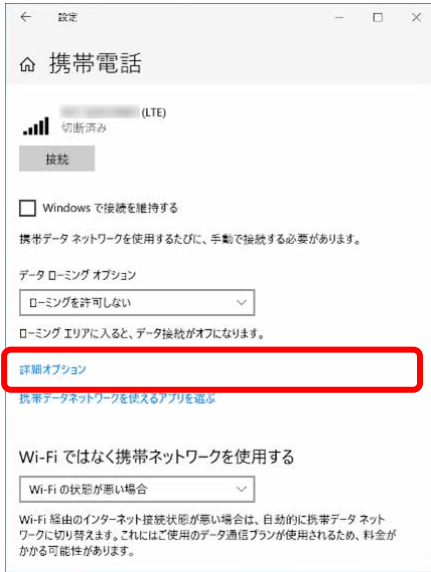 設定
携帯電話
(LTE)
切断済み
接続
Windows で接続を維持する
携帯データ ネットワークを使用するたびに、手動で接続する必要があります。
データ ローミング オプション
ローミングを許可しない
ローミング エリアに入ると、データ接続がオフになります。
詳細オプション
携帯データネットワークを使えるアプリを選ぶ
Wi-Fi ではなく携帯ネットワークを使用する
Wi-Fi の状態が悪い場合
Wi-Fi 経由のインターネット接続状態が悪い場合は、自動的に携帯データ ネット
ワークに切り替えます。これにはご使用のデータ通信プランが使用されるため、料金が
かかる可能性があります。